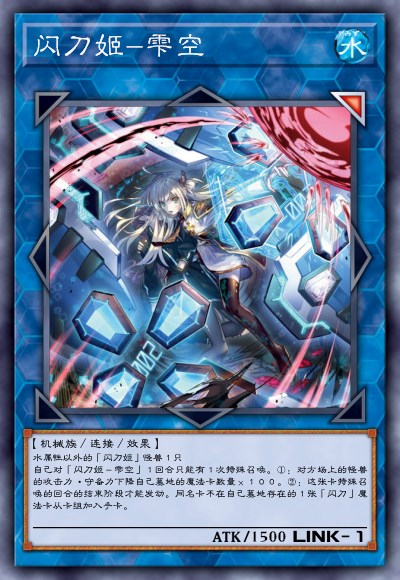 闪刀姬-雫空
水
002
【机械族/连接/效果】
水属性以外的「闪刀姬」怪兽1只
自己对「闪刀姬-雫空」1回合只能有1次特殊召唤。①：对方场上的怪兽
的攻击力·守备力下降自己墓地的魔法卡数量×100。②：这张卡特殊召
唤的回合的结束阶段才能发动。同名卡不在自己墓地存在的1张「闪刀」魔
法卡从卡组加入手卡。
ATK/1500 LINK-1